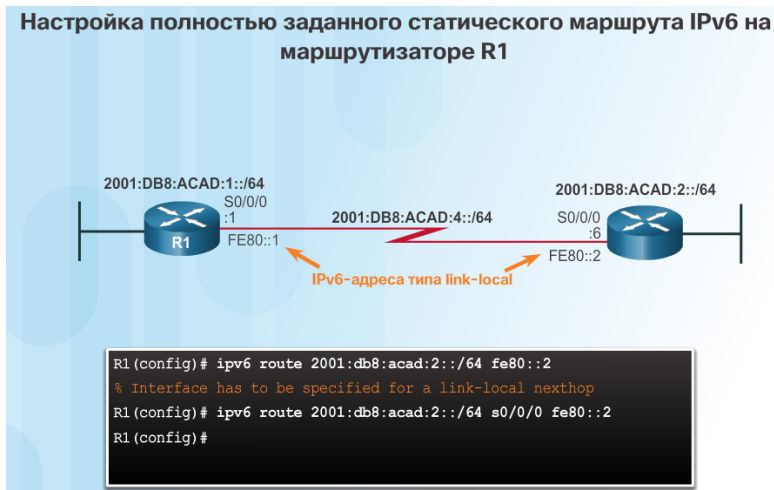 Настройка полностью заданного статического маршрута IPv6 на
маршрутизаторе R1
2001:DB8:ACAD:1::/64
S0/0/0
:1
R1
FE80::1
2001:DB8:ACAD:4::/64
2001:DB8:ACAD:2::/64
S0/0/0
:6
FE80::2
IPv6-адреса типа link-local
R1(config)# ipv6 route 2001:db8:acad:2::/64 fe80::2
% Interface has to be specified for a link-local nexthop
R1(config)# ipv6 route 2001:db8:acad:2::/64 s0/0/0 fe80::2
R1(config)#